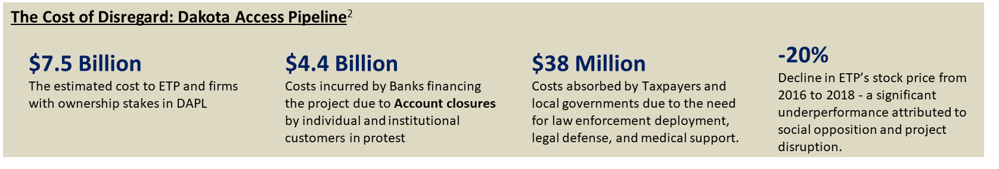 The Cost of Disregard: Dakota Access Pipeline2
$7.5 Billion
The estimated cost to ETP and firms
with ownership stakes in DAPL
$4.4 Billion
Costs incurred by Banks financing
the project due to Account closures
by individual and institutional
customers in protest
$38 Million
Costs absorbed by Taxpayers and
local governments due to the need
for law enforcement deployment,
legal defense, and medical support.
-20%
Decline in ETP’s stock price from
2016 to 2018 - a significant
underperformance attributed to
social opposition and project
disruption.